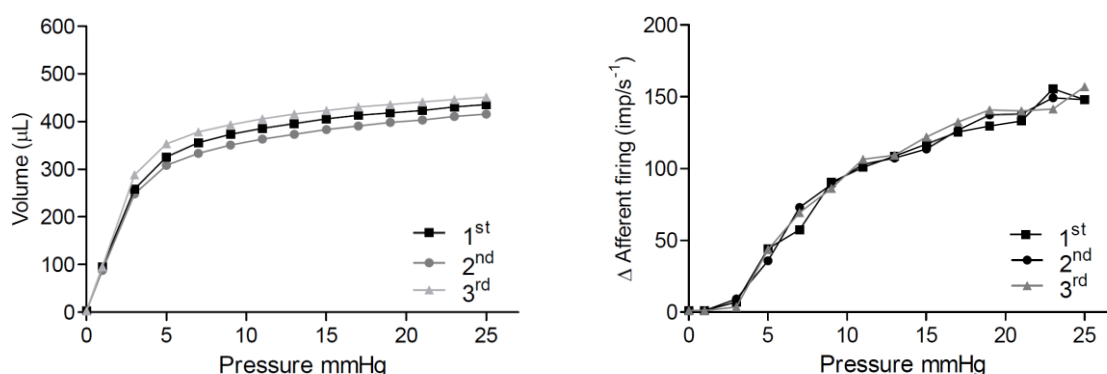 600
500
400
300
200
100
0
Volume (µL)
0 5 10 15 20 25
Pressure mmHg
1st
2nd
3rd
200
150
100
50
0
Δ Afferent firing (imp/s⁻¹)
0 5 10 15 20 25
Pressure mmHg
1st
2nd
3rd